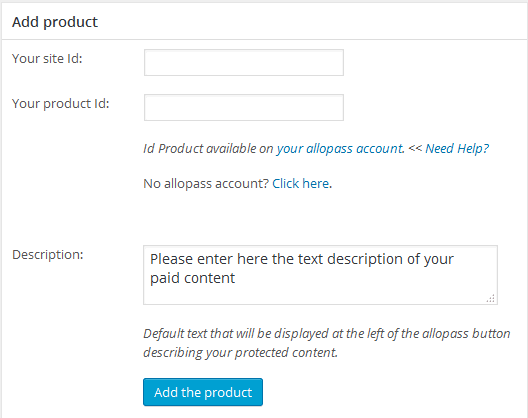 Add product
Your site Id:
Your product Id:
Id Product available on your allopass account. << Need Help?
No allopass account? Click here.
Description:
Please enter here the text description of your
paid content
Default text that will be displayed at the left of the allopass button
describing your protected content.
Add the product